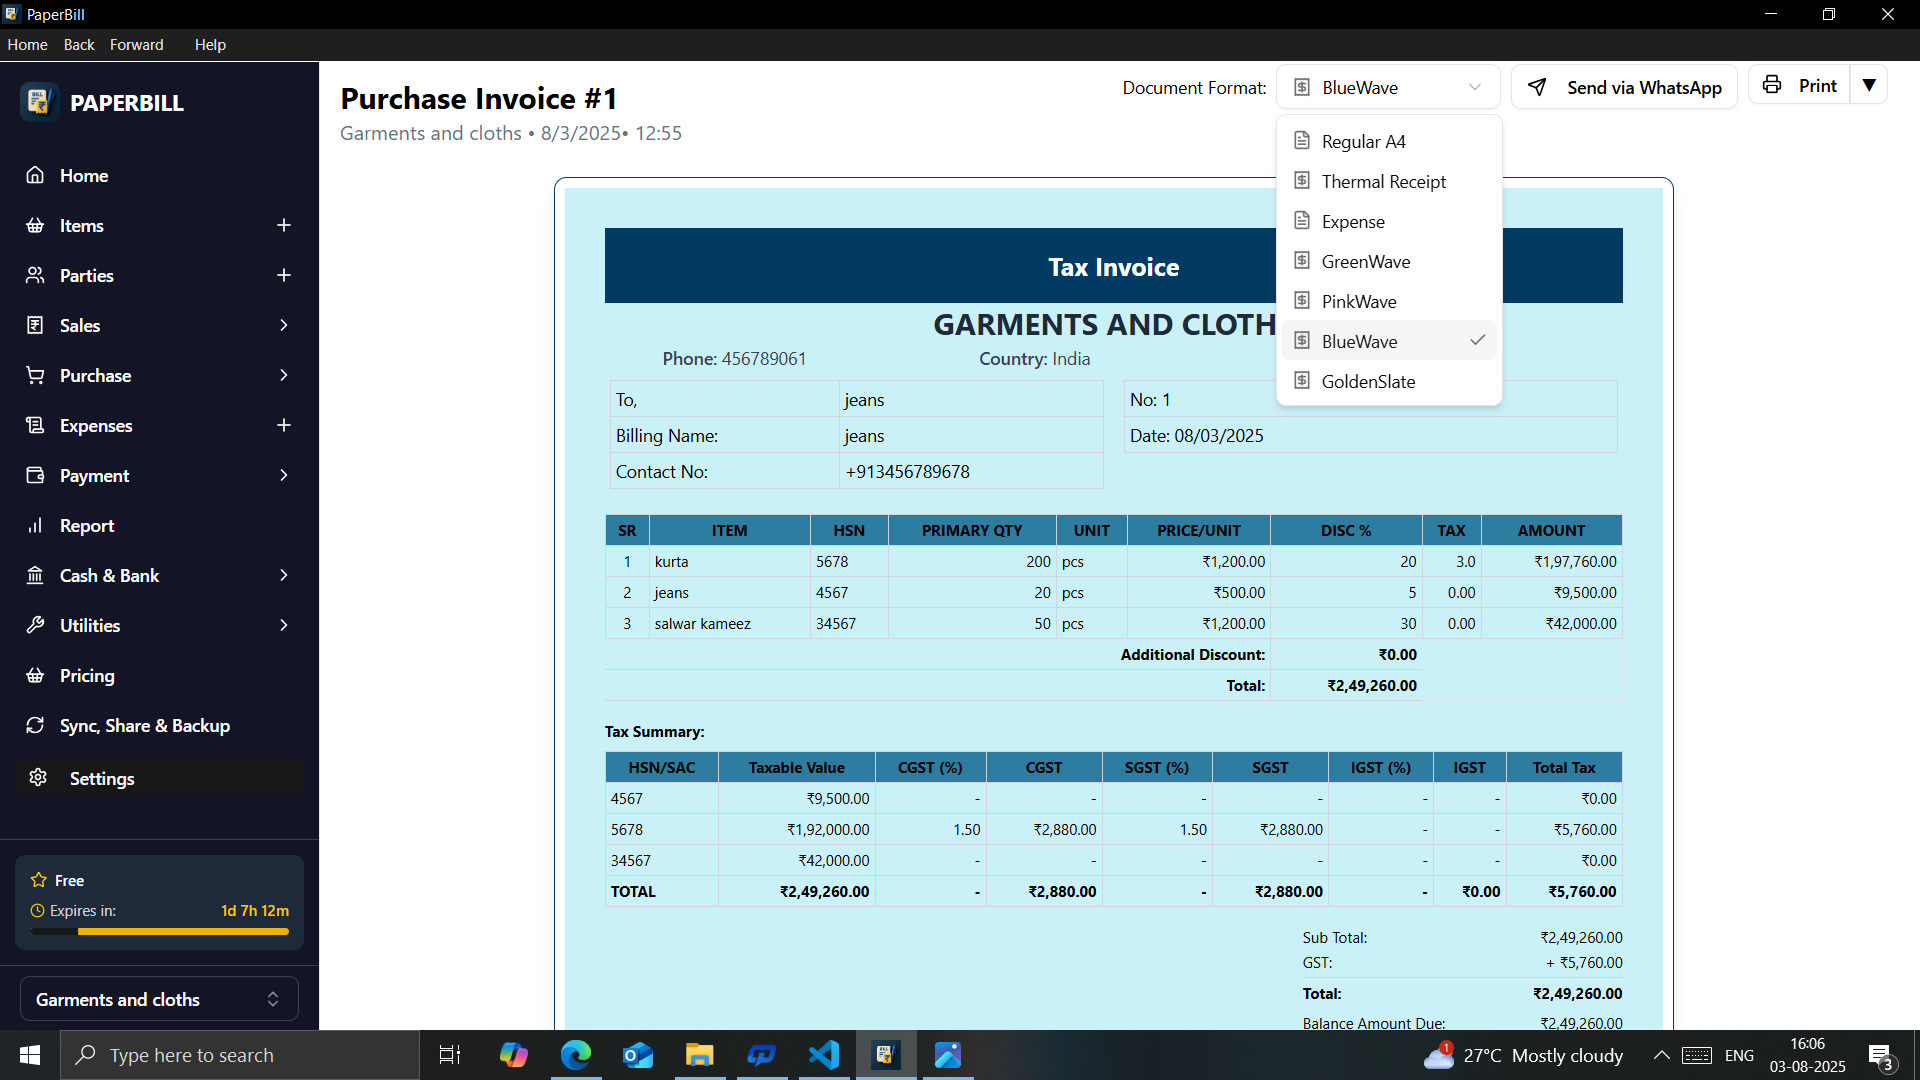 PaperBill
Home Back Forward Help
PAPERBILL
Home
Items
Parties
Sales
Purchase
Expenses
Payment
Report
Cash & Bank
Utilities
Pricing
Sync, Share & Backup
Settings
Free
Expires in: 1d 7h 12m
Garments and cloths
Purchase Invoice #1
Garments and cloths • 8/3/2025• 12:55
Document Format: BlueWave
Send via WhatsApp
Print
Regular A4
Thermal Receipt
Expense
GreenWave
PinkWave
BlueWave
GoldenSlate
Tax Invoice
GARMENTS AND CLOTH
Phone: 456789061 Country: India
To, jeans
Billing Name: jeans
Contact No: +913456789678
No: 1
Date: 08/03/2025
SR ITEM HSN PRIMARY QTY UNIT PRICE/UNIT DISC % TAX AMOUNT
1 kurta 5678 200 pcs ₹1,200.00 20 3.0 ₹1,97,760.00
2 jeans 4567 20 pcs ₹500.00 5 0.00 ₹9,500.00
3 salwar kameez 34567 50 pcs ₹1,200.00 30 0.00 ₹42,000.00
Additional Discount: ₹0.00
Total: ₹2,49,260.00
Tax Summary:
HSN/SAC Taxable Value CGST (%) CGST SGST (%) SGST IGST (%) IGST Total Tax
4567 ₹9,500.00 - - - - - - ₹0.00
5678 ₹1,92,000.00 1.50 ₹2,880.00 1.50 ₹2,880.00 - - ₹5,760.00
34567 ₹42,000.00 - - - - - - ₹0.00
TOTAL ₹2,49,260.00 - ₹2,880.00 - ₹2,880.00 - ₹0.00 ₹5,760.00
Sub Total: ₹2,49,260.00
GST: + ₹5,760.00
Total: ₹2,49,260.00
Balance Amount Due: ₹2,49,260.00
Type here to search
1
27°C Mostly cloudy
ENG
16:06
03-08-2025
3